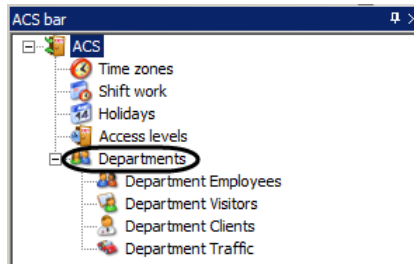 ACS bar
ACS
Time zones
Shift work
Holidays
Access levels
Departments
Department Employees
Department Visitors
Department Clients
Department Traffic